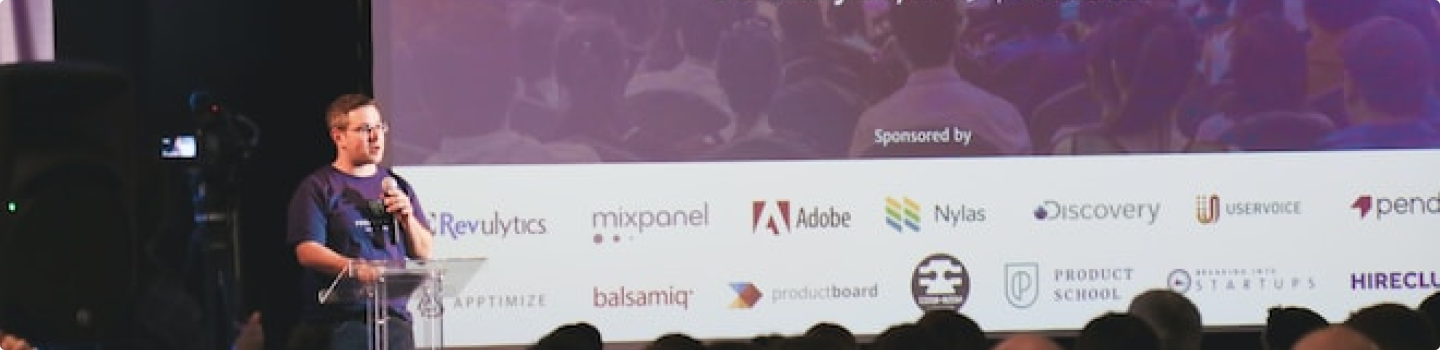 Sponsored by
Revulytics
mixpanel
Adobe
Nylas
Discovery
USERVOICE
pend
APPTIMIZE
balsamiq
productboard
PRODUCT
SCHOOL
BREAKING INTO
STARTUPS
HIRECLU